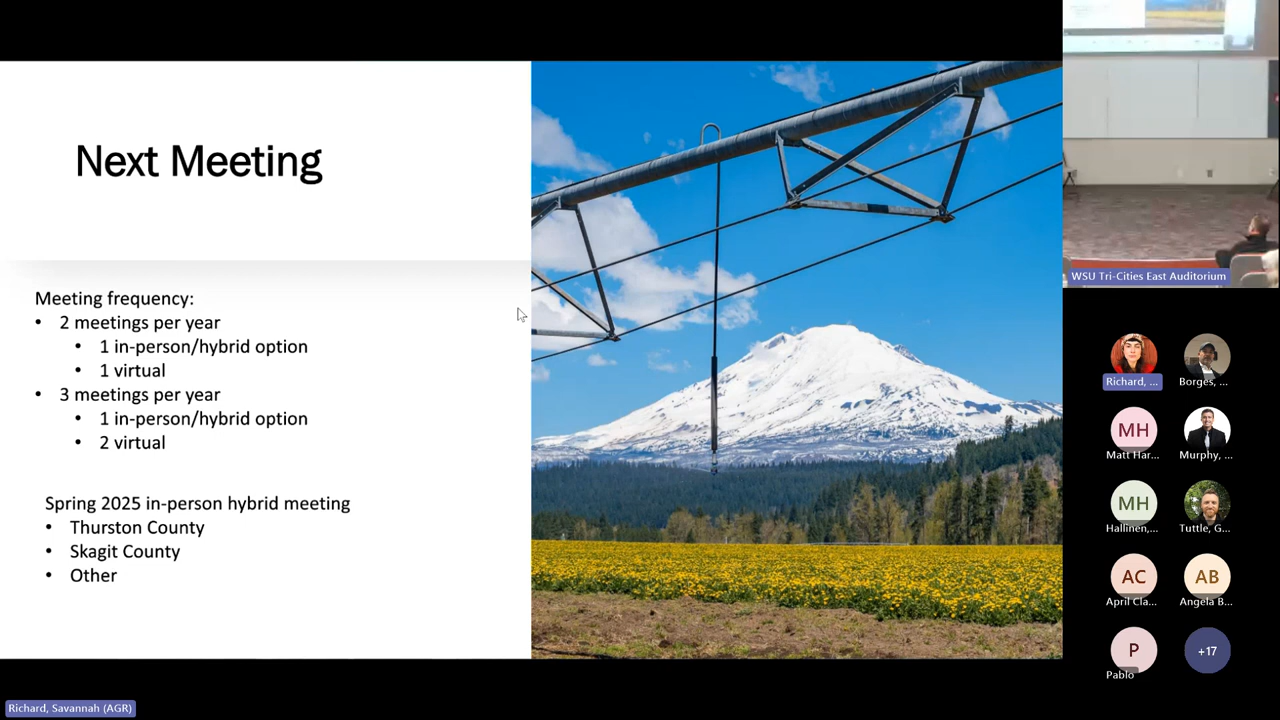 Next Meeting
Meeting frequency:
• 2 meetings per year
• 1 in-person/hybrid option
• 1 virtual
• 3 meetings per year
• 1 in-person/hybrid option
• 2 virtual
Spring 2025 in-person hybrid meeting
• Thurston County
• Skagit County
• Other
WSU Tri-Cities East Auditorium
Richard, ...
Borges, ...
MH
Matt Har...
Murphy, ...
MH
Hallinen,...
Tuttle, G...
AC
April Cla...
AB
Angela B...
P
Pablo
+17
Richard, Savannah (AGR)